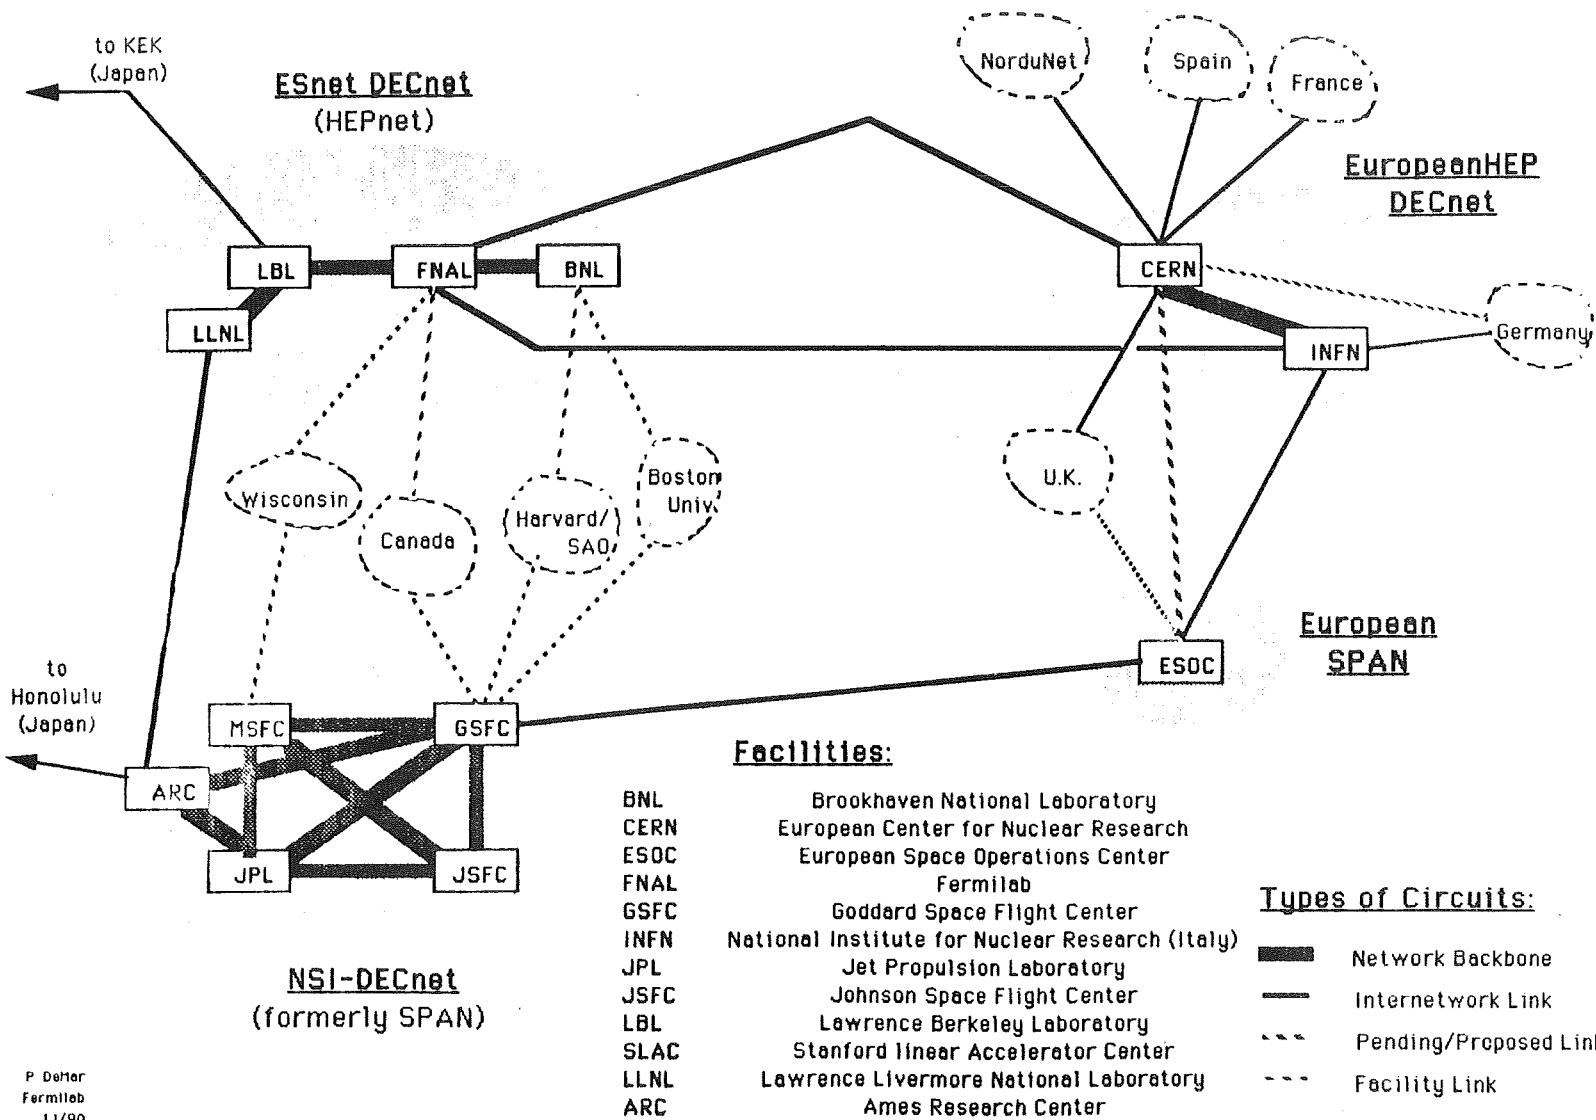 to KEK
(Japan)
ESnet DECnet
(HEPnet)
NorduNet
Spain
France
EuropeanHEP
DECnet
LBL
FNAL
BNL
CERN
LLNL
INFN
Germany
Wisconsin
Canada
Harvard/
SAO
Boston
Univ.
U.K.
European
SPAN
ESOC
to
Honolulu
(Japan)
MSFC
GSFC
ARC
JPL
JSFC
NSI-DECnet
(formerly SPAN)
Facilities:
BNL Brookhaven National Laboratory
CERN European Center for Nuclear Research
ESOC European Space Operations Center
FNAL Fermilab
GSFC Goddard Space Flight Center
INFN National Institute for Nuclear Research (Italy)
JPL Jet Propulsion Laboratory
JSFC Johnson Space Flight Center
LBL Lawrence Berkeley Laboratory
SLAC Stanford linear Accelerator Center
LLNL Lawrence Livermore National Laboratory
ARC Ames Research Center
Types of Circuits:
Network Backbone
Internetwork Link
Pending/Proposed Link
Facility Link
P DeMar
Fermilab
11/90